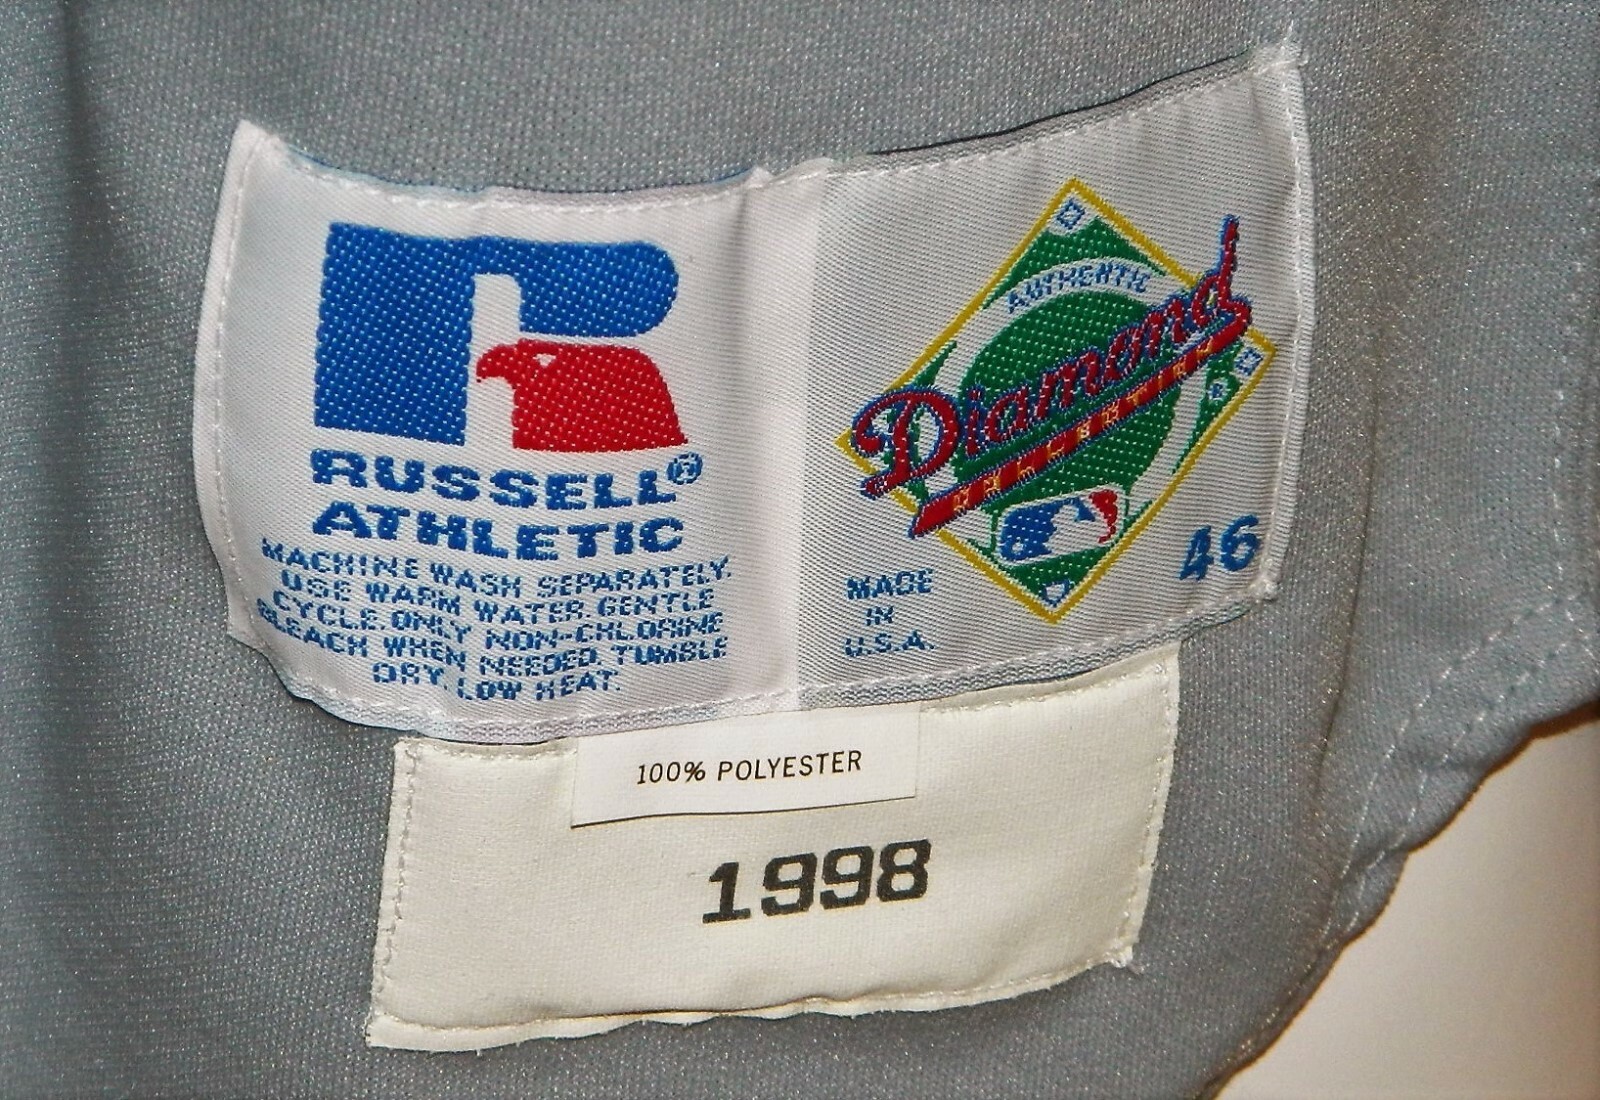 RUSSELL®
ATHLETIC
MACHINE WASH SEPARATELY.
USE WARM WATER GENTLE
CYCLE ONLY NON-CHLORINE
BLEACH WHEN NEEDED. TUMBLE
DRY. LOW HEAT.
AUTHENTIC
Diamond
MADE
IN
U.S.A.
46
100% POLYESTER
1998